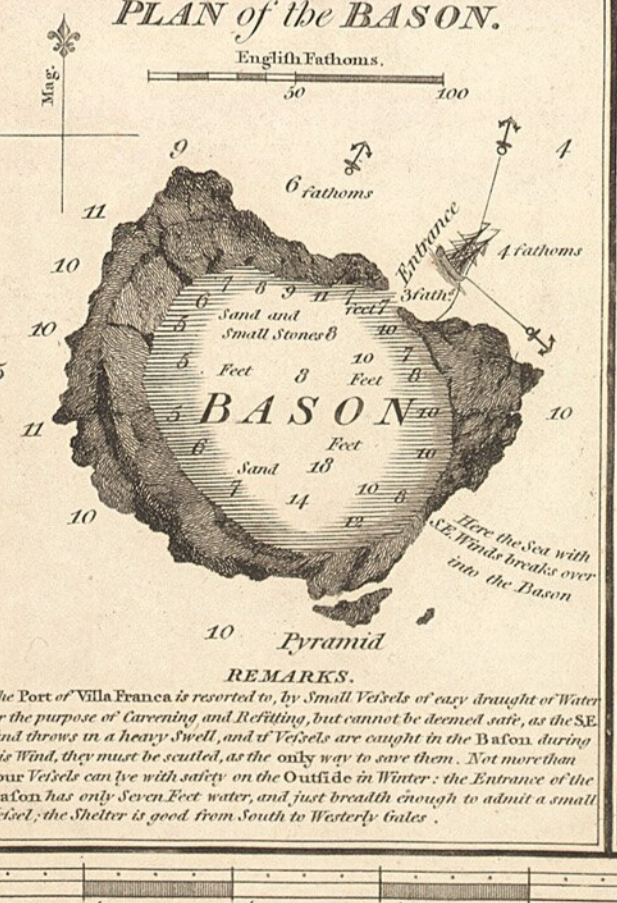 PLAN of the BASON.
Engliſh Fathoms.
50 100
Mag.
9
4
6 fathoms
11
Entrance
10
4 fathoms
3 fath.s
7 8 9 11 7
feet 7
6
10
5
Sand and
Small Stones 8
10
7
5
10
Feet
8
Feet
8
5
BASON
10
10
11
6
Feet
10
Sand
18
7
14
10
8
10
12
Here the Sea with
S.E. Winds breaks over
into the Bason
10
Pyramid
REMARKS.
he Port of Villa Franca is resorted to, by Small Veſsels of easy draught of Water
r the purpose of Careening and Refitting, but cannot be deemed safe, as the S.E.
ind throws in a heavy Swell, and if Veſsels are caught in the Baſon during
is Wind, they must be scutled, as the only way to save them. Not more than
our Veſsels can lye with safety on the Outſide in Winter: the Entrance of the
aſon has only Seven Feet water, and just breadth enough to admit a small
eſsel; the Shelter is good from South to Westerly Gales.